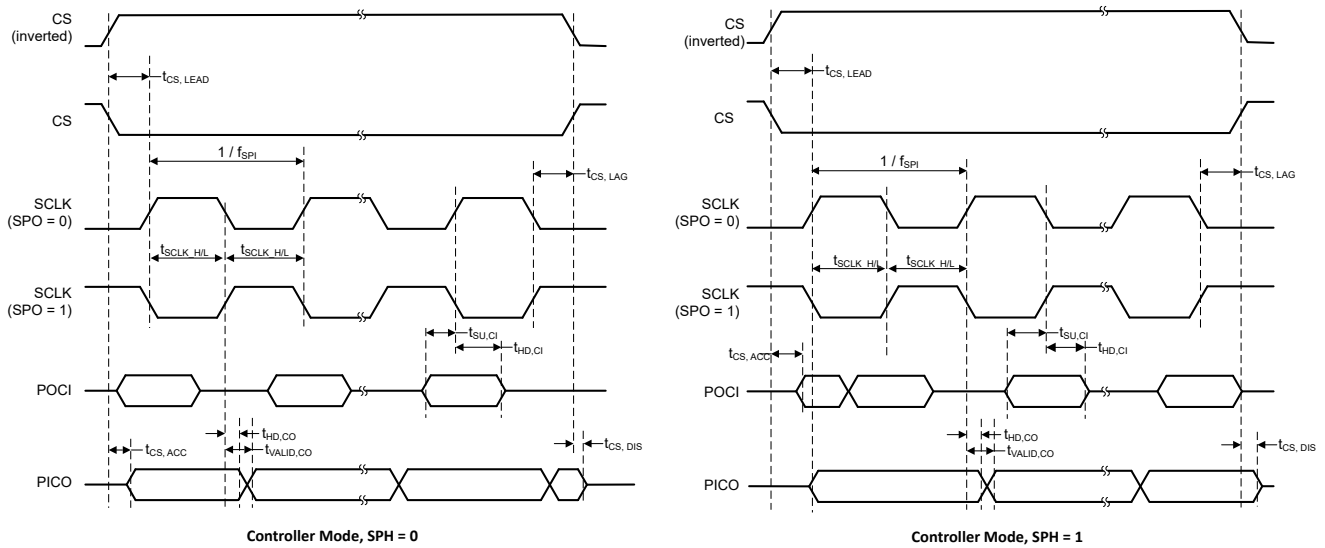 CS
(inverted)
tCS, LEAD
CS
1 / fSPI
tCS, LAG
SCLK
(SPO = 0)
tSCLK_H/L
tSCLK_H/L
SCLK
(SPO = 1)
tSU,CI
tHD,CI
POCI
tHD,CO
tCS, ACC
tVALID,CO
tCS, DIS
PICO
Controller Mode, SPH = 0
CS
(inverted)
tCS, LEAD
CS
1 / fSPI
tCS, LAG
SCLK
(SPO = 0)
tSCLK_H/L
tSCLK_H/L
SCLK
(SPO = 1)
tSU,CI
tCS, ACC
tHD,CI
POCI
tHD,CO
tVALID,CO
tCS, DIS
PICO
Controller Mode, SPH = 1